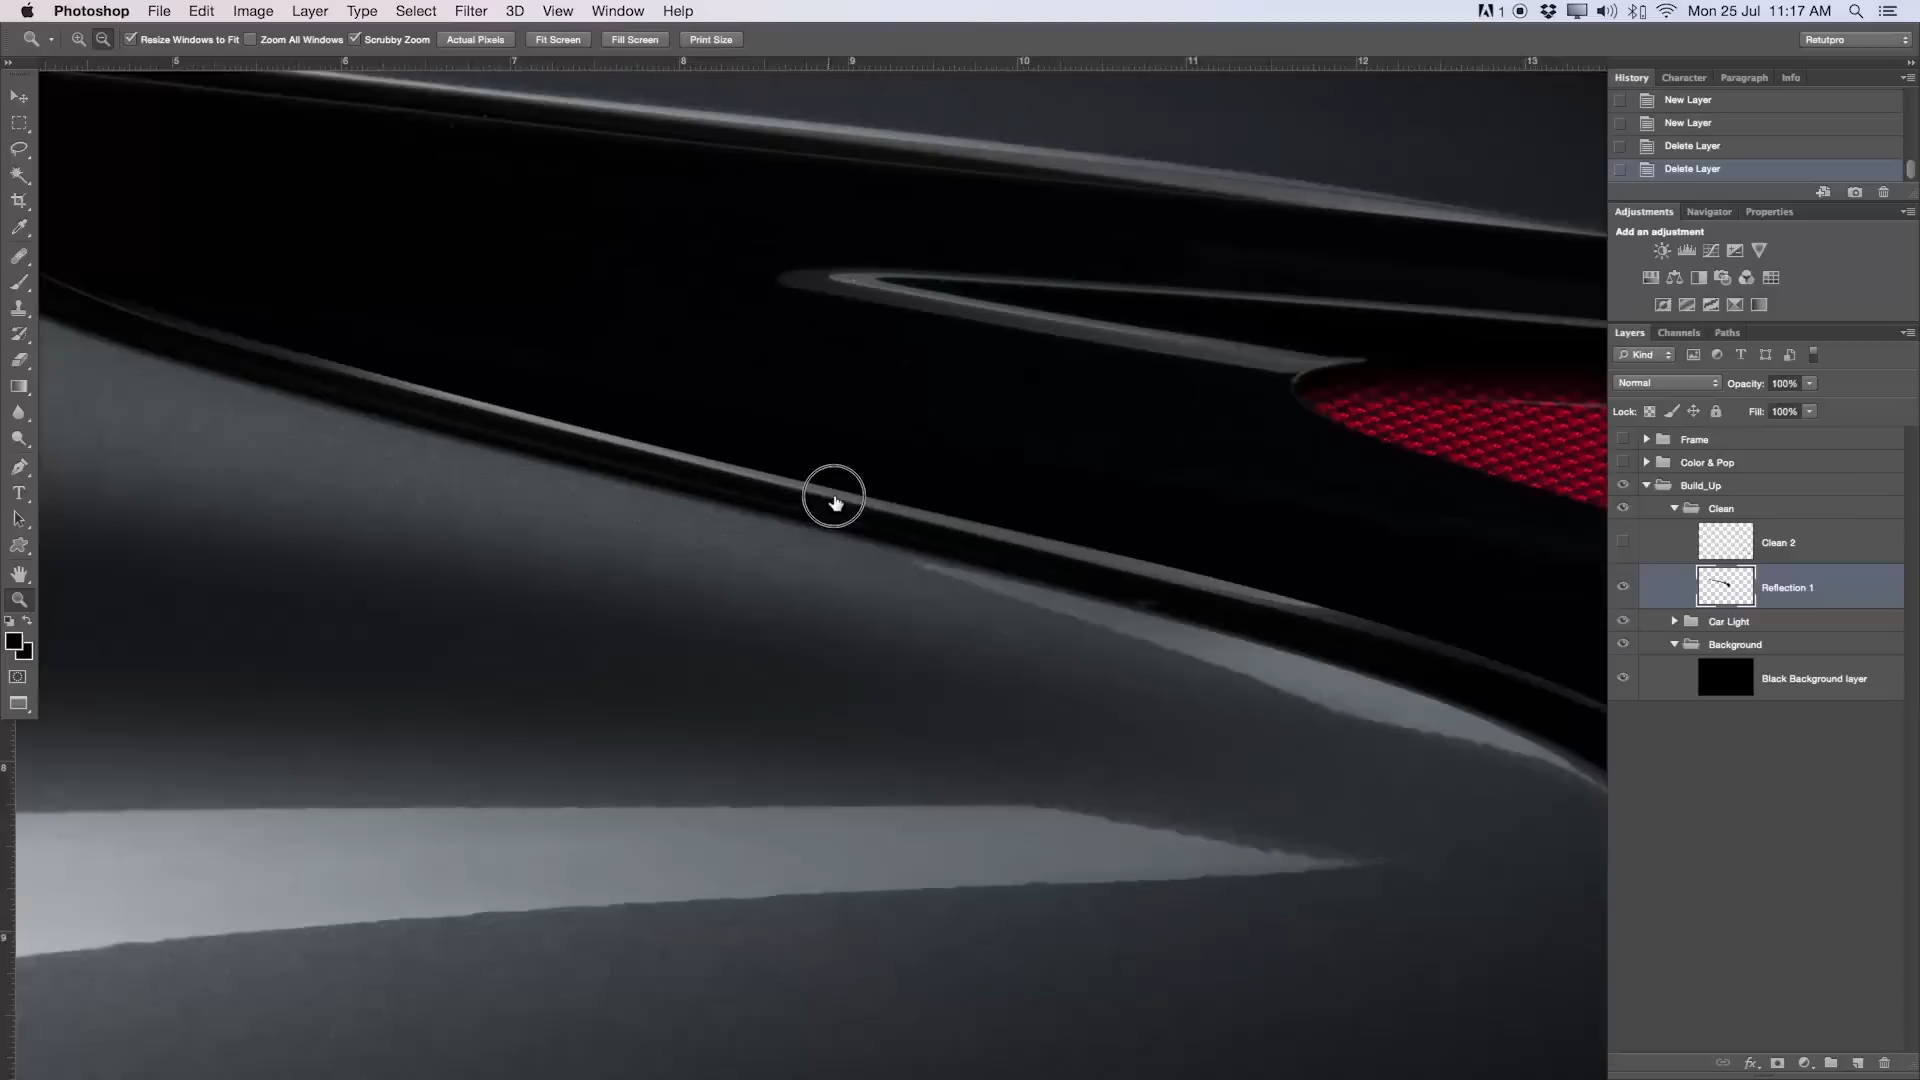 Photoshop File Edit Image Layer Type Select Filter 3D View Window Help 1 Mon 25 Jul 11:17 AM
Resize Windows to Fit Zoom All Windows Scrubby Zoom Actual Pixels Fit Screen Fill Screen Print Size Retutpro
5 6 7 8 9 10 11 12 13
History Character Paragraph Info
New Layer
New Layer
Delete Layer
Delete Layer
Adjustments Navigator Properties
Add an adjustment
Layers Channels Paths
Kind
Normal Opacity: 100%
Lock: Fill: 100%
Frame
Color & Pop
Build_Up
Clean
Clean 2
Reflection 1
Car Light
Background
Black Background layer
8
9